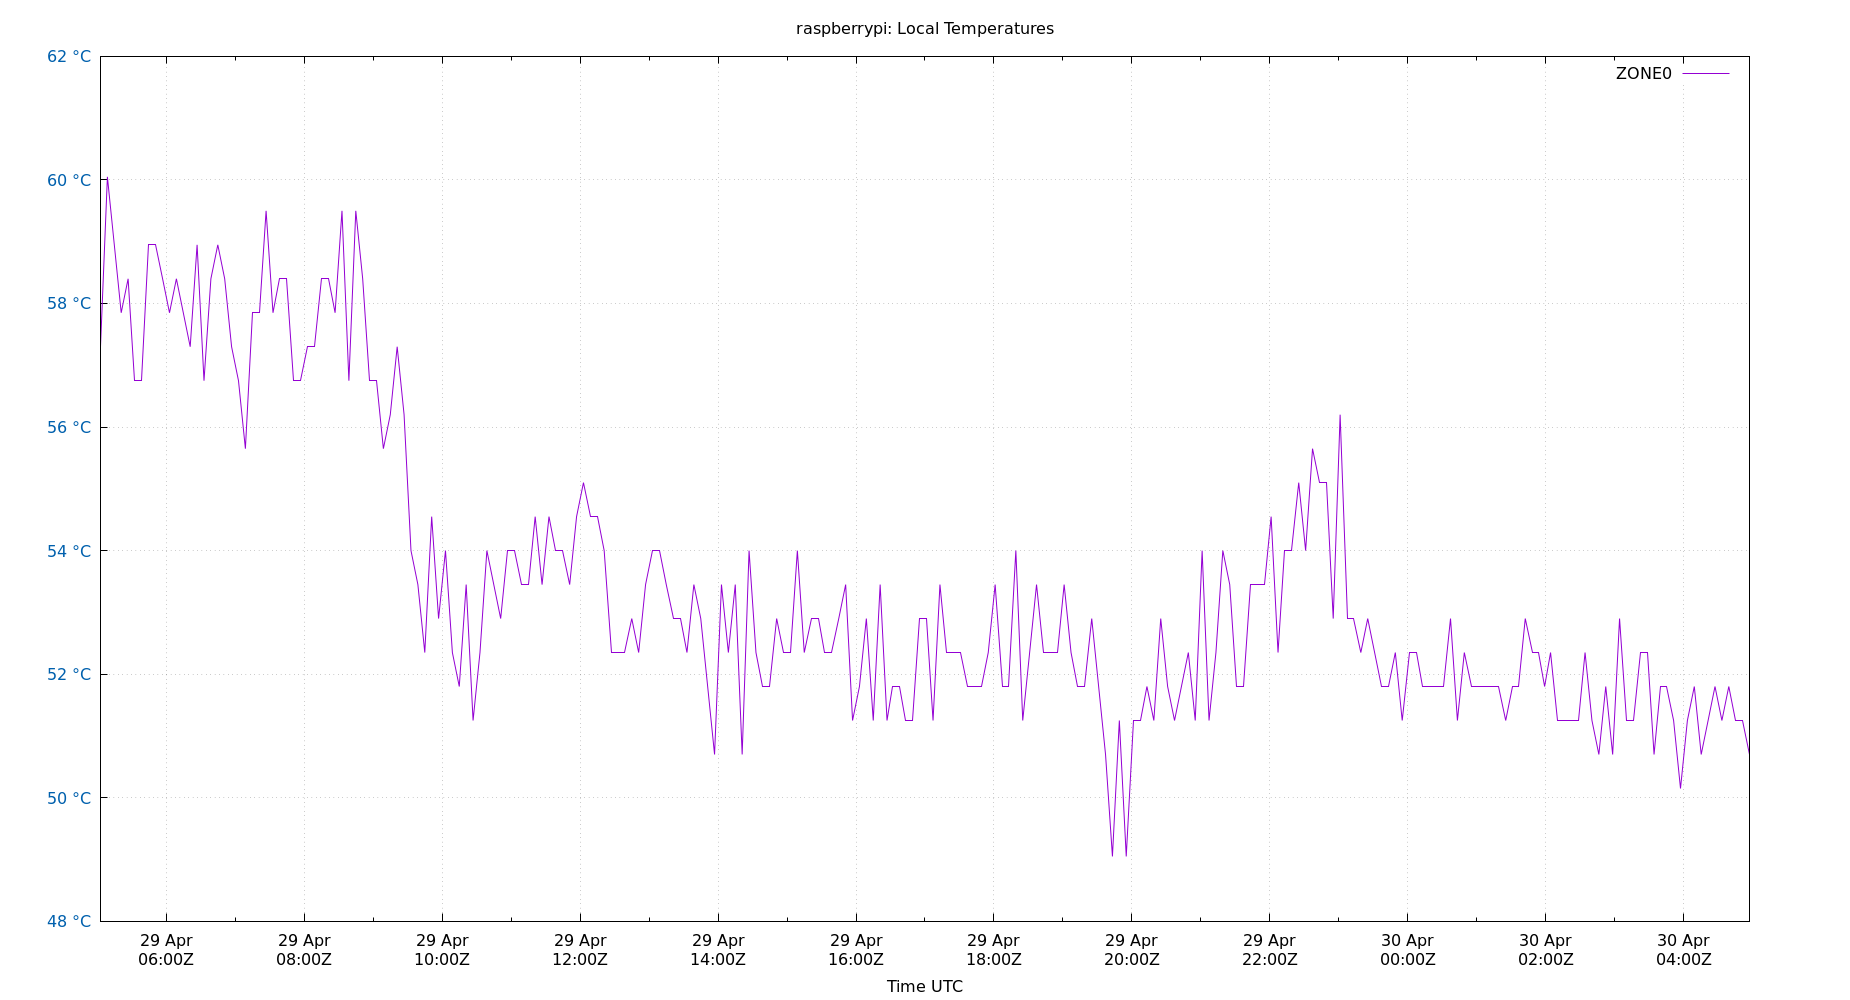 raspberrypi: Local Temperatures
62 °C
ZONE0
60 °C
58 °C
56 °C
54 °C
52 °C
50 °C
48 °C
29 Apr 29 Apr 29 Apr 29 Apr 29 Apr 29 Apr 29 Apr 29 Apr 29 Apr 30 Apr 30 Apr 30 Apr
06:00Z 08:00Z 10:00Z 12:00Z 14:00Z 16:00Z 18:00Z 20:00Z 22:00Z 00:00Z 02:00Z 04:00Z
Time UTC